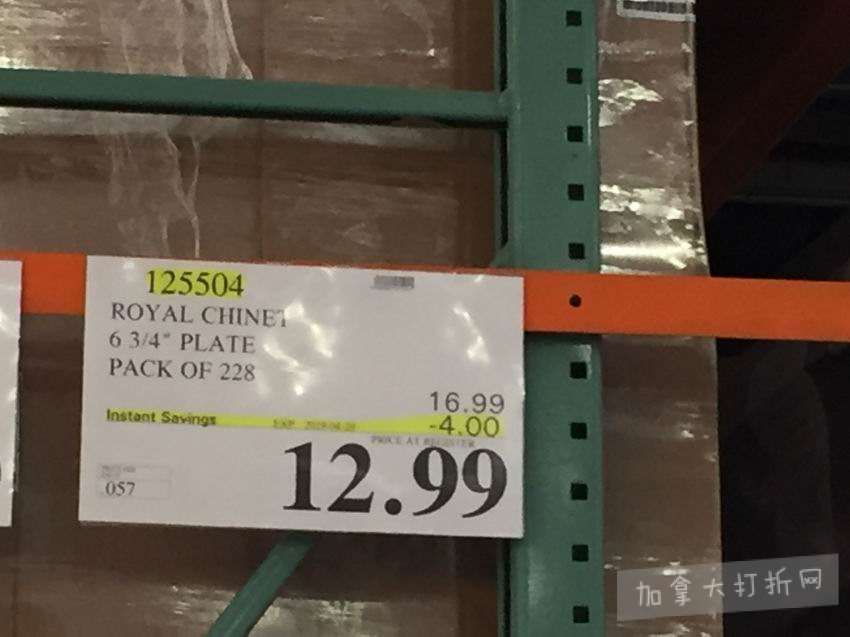 125504
ROYAL CHINET
6 3/4" PLATE
PACK OF 228
16.99
Instant Savings
-4.00
PRICE AT REGISTER
12.99
.057
加拿大打折网